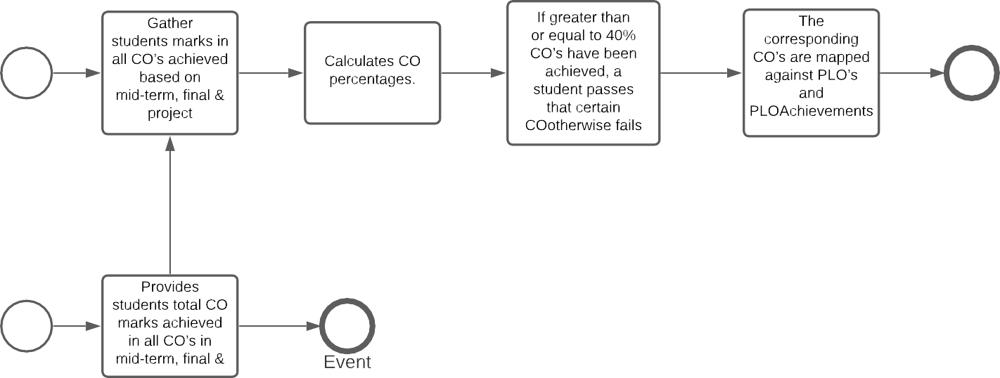 Gather
students marks in
all CO's achieved
based on
mid-term, final &
project
Calculates CO
percentages.
If greater than
or equal to 40%
CO's have been
achieved, a
student passes
that certain
COotherwise fails
The
corresponding
CO's are mapped
against PLO's
and
PLOAchievements
Provides
students total CO
marks achieved
in all CO's in
mid-term, final &
Event